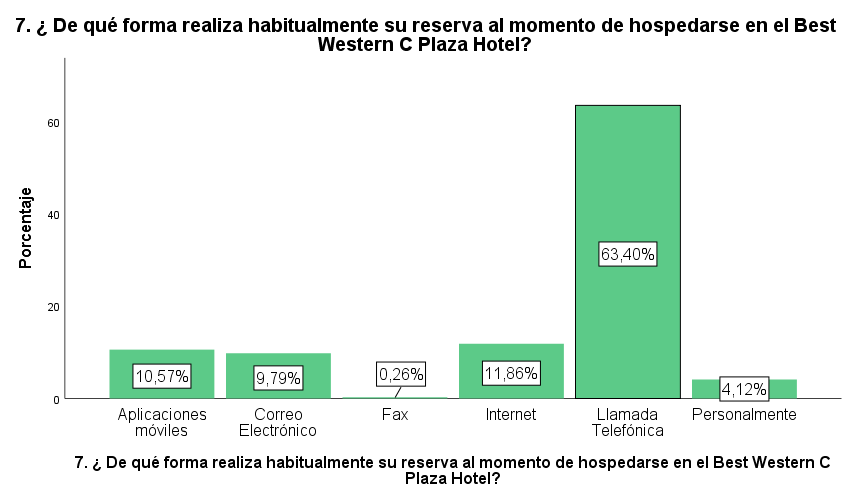 7. ¿ De qué forma realiza habitualmente su reserva al momento de hospedarse en el Best
Western C Plaza Hotel?
Porcentaje
60
40
20
0
63,40%
10,57%
9,79%
0,26%
11,86%
4,12%
Aplicaciones
móviles
Correo
Electrónico
Fax
Internet
Llamada
Telefónica
Personalmente
7. ¿ De qué forma realiza habitualmente su reserva al momento de hospedarse en el Best Western C
Plaza Hotel?